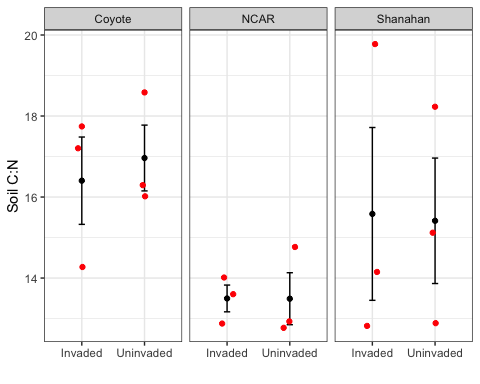 Coyote NCAR Shanahan
20
18
16
14
Soil C:N
Invaded Uninvaded Invaded Uninvaded Invaded Uninvaded